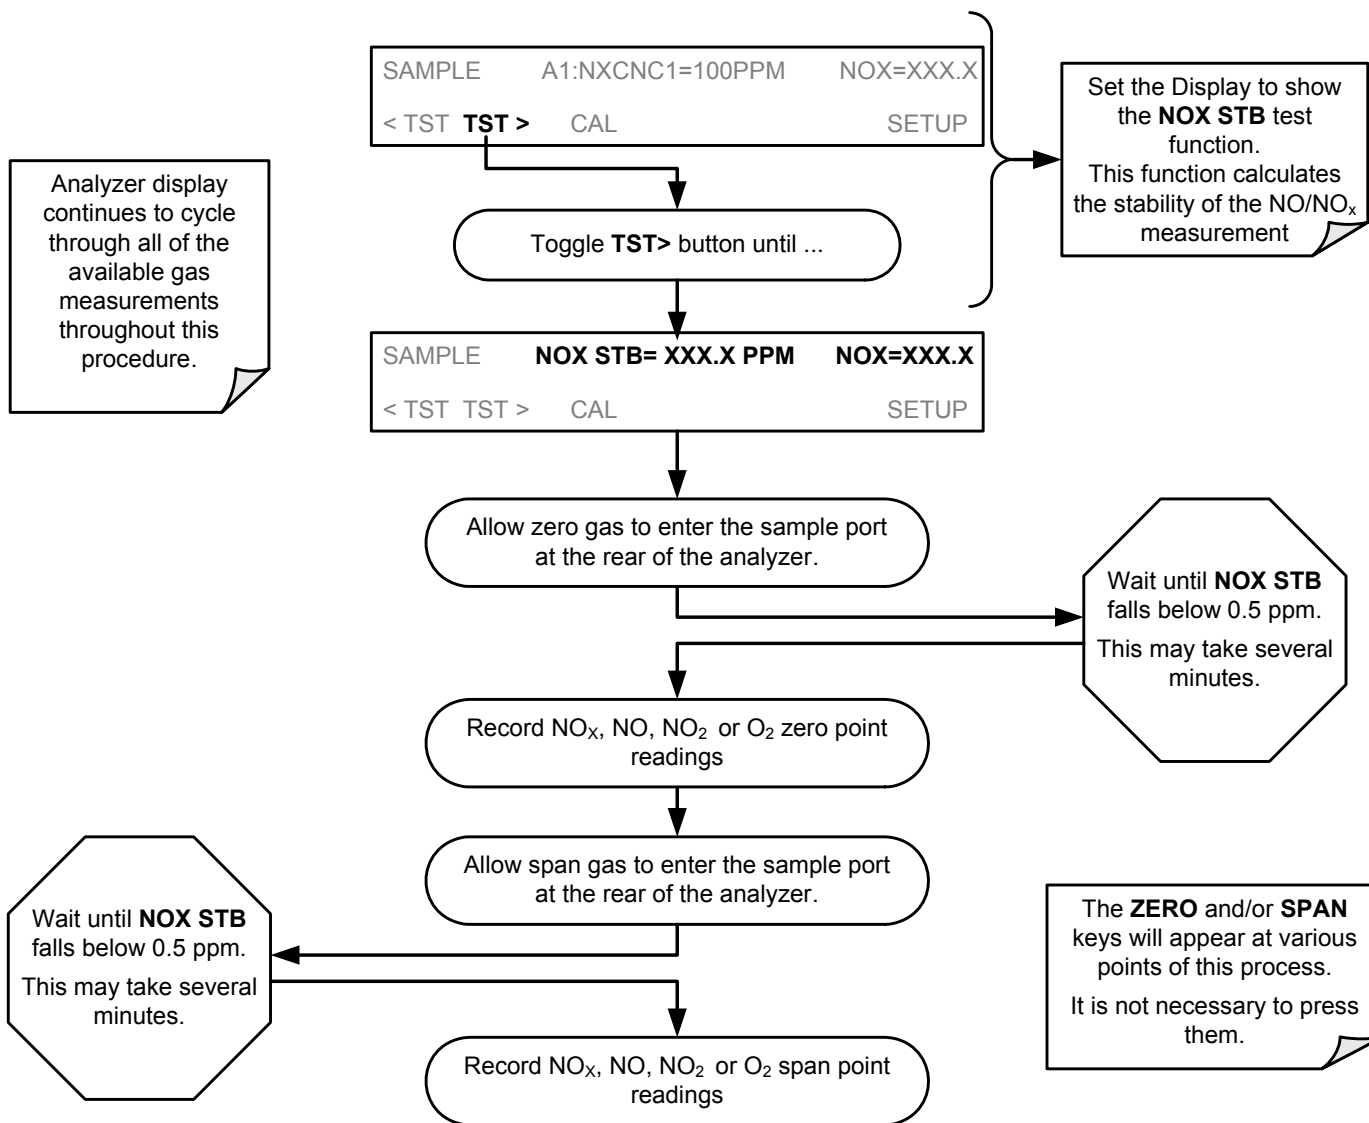 SAMPLE A1:NXCNC1=100PPM NOX=XXX.X
< TST TST > CAL SETUP
Set the Display to show
the NOX STB test
function.
This function calculates
the stability of the NO/NOx
measurement
Analyzer display
continues to cycle
through all of the
available gas
measurements
throughout this
procedure.
Toggle TST> button until ...
SAMPLE NOX STB= XXX.X PPM NOX=XXX.X
< TST TST > CAL SETUP
Allow zero gas to enter the sample port
at the rear of the analyzer.
Wait until NOX STB
falls below 0.5 ppm.
This may take several
minutes.
Record NOX, NO, NO2 or O2 zero point
readings
Allow span gas to enter the sample port
at the rear of the analyzer.
Wait until NOX STB
falls below 0.5 ppm.
This may take several
minutes.
The ZERO and/or SPAN
keys will appear at various
points of this process.
It is not necessary to press
them.
Record NOX, NO, NO2 or O2 span point
readings